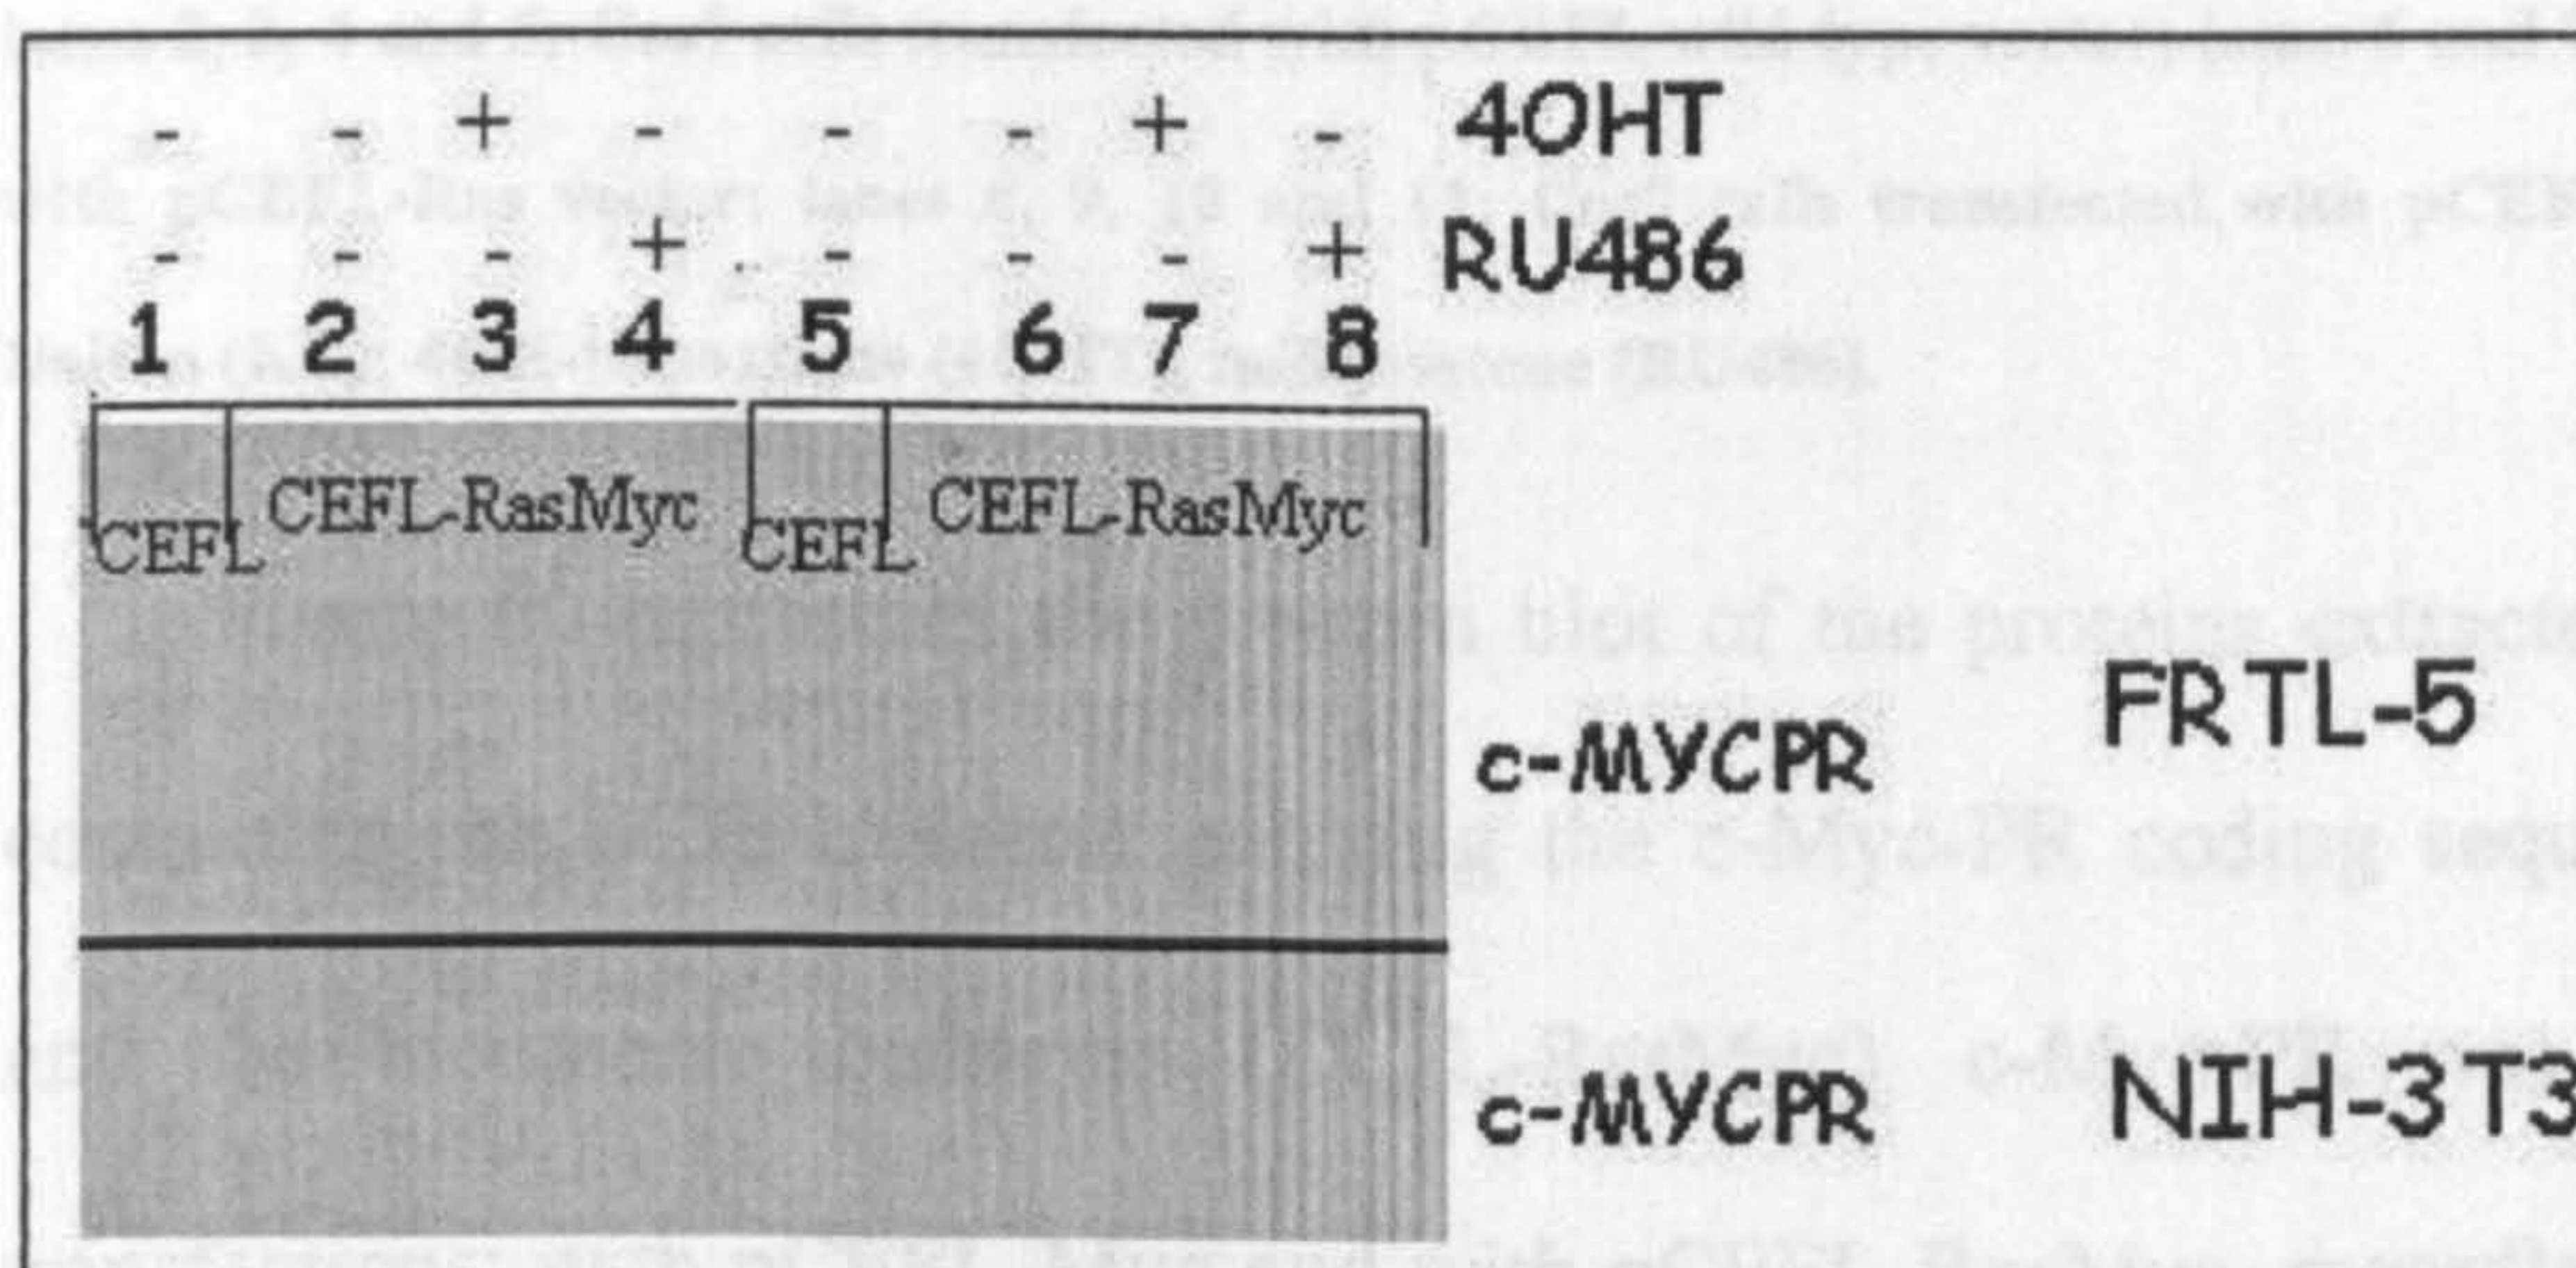 - - + - - - + - 4OHT
- - - + - - - + RU486
1 2 3 4 5 6 7 8
CEFL CEFL-RasMyc CEFL CEFL-RasMyc
c-MYCPR FRTL-5
c-MYCPR NIH-3T3